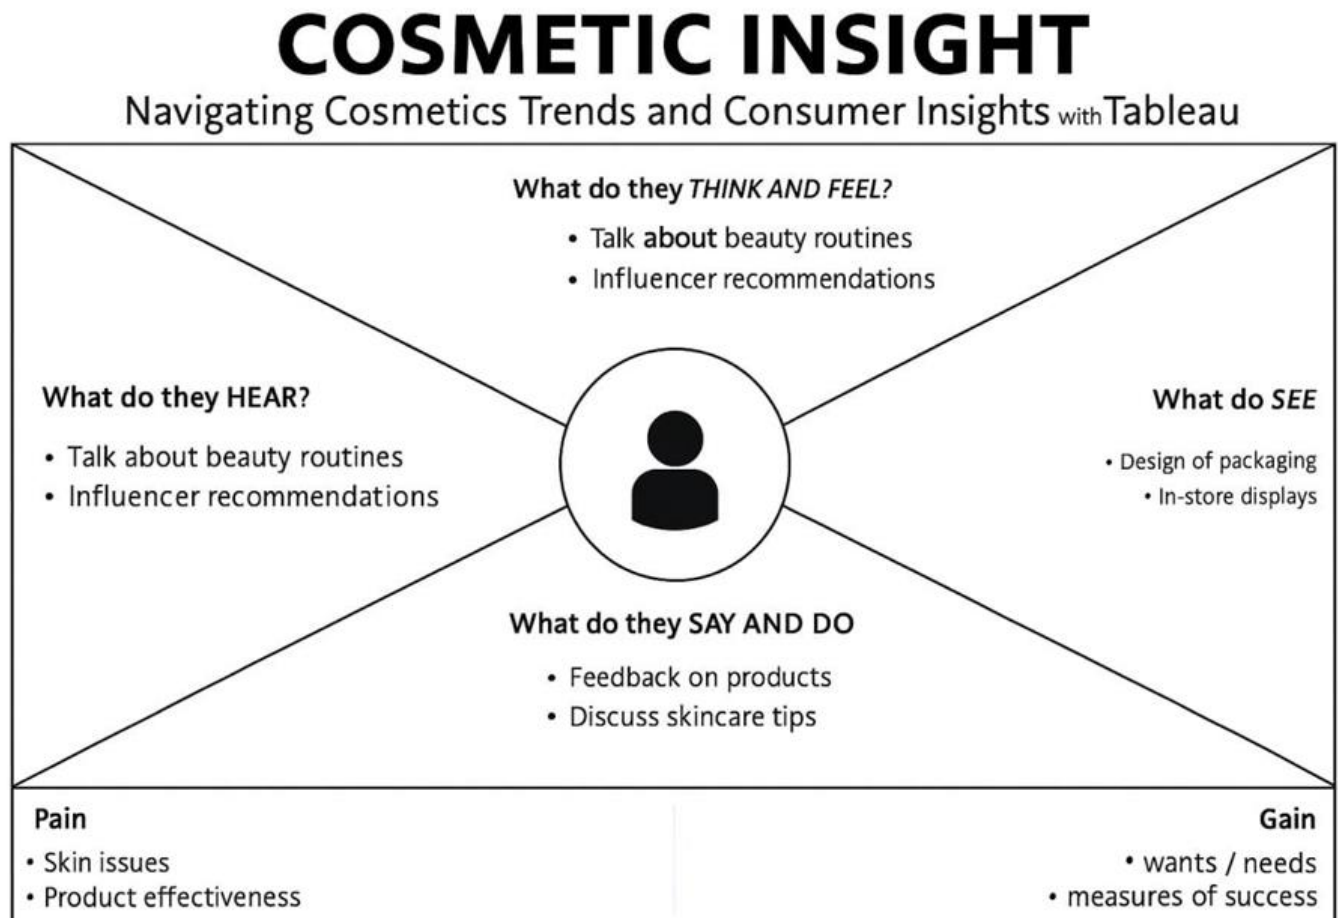 COSMETIC INSIGHT
Navigating Cosmetics Trends and Consumer Insights with Tableau
What do they THINK AND FEEL?
• Talk about beauty routines
• Influencer recommendations
What do they HEAR?
• Talk about beauty routines
• Influencer recommendations
What do SEE
• Design of packaging
• In-store displays
What do they SAY AND DO
• Feedback on products
• Discuss skincare tips
Pain
• Skin issues
• Product effectiveness
Gain
• wants / needs
• measures of success